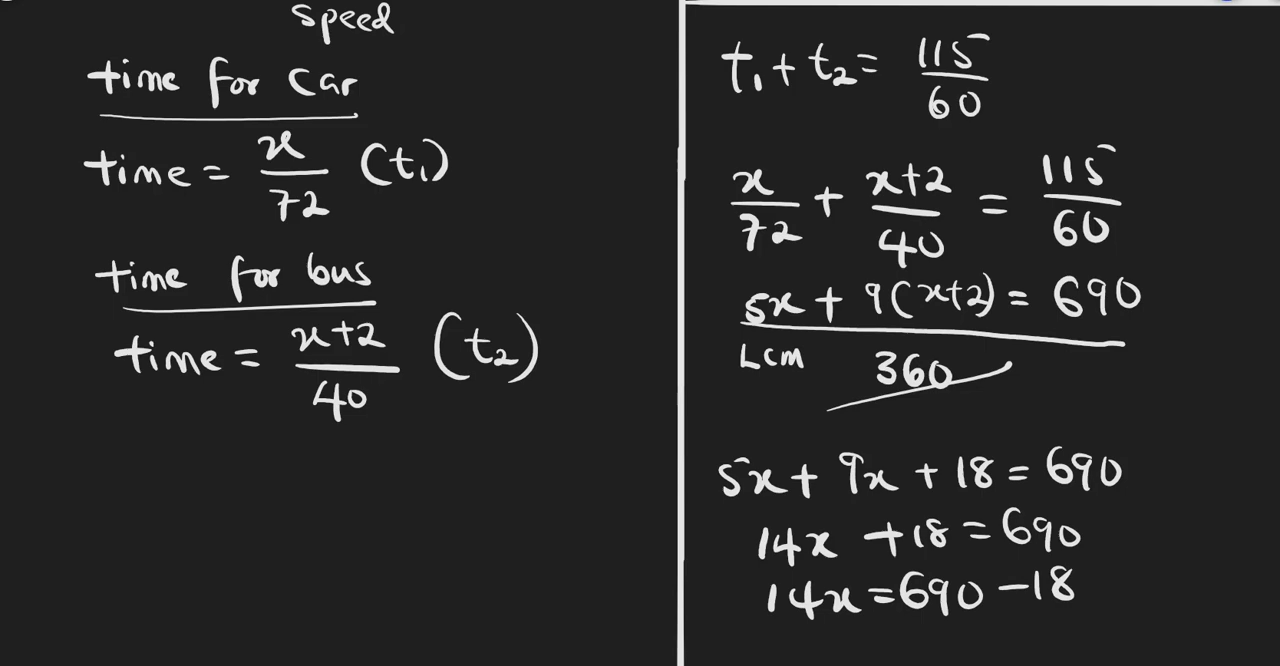 speed
time for car
time = x/72 (t₁)
time for bus
time = x+2/40 (t₂)
t₁ + t₂ = 115/60
x/72 + x+2/40 = 115/60
5x + 9(x+2) = 690
Lcm 360
5x + 9x + 18 = 690
14x + 18 = 690
14x = 690 - 18